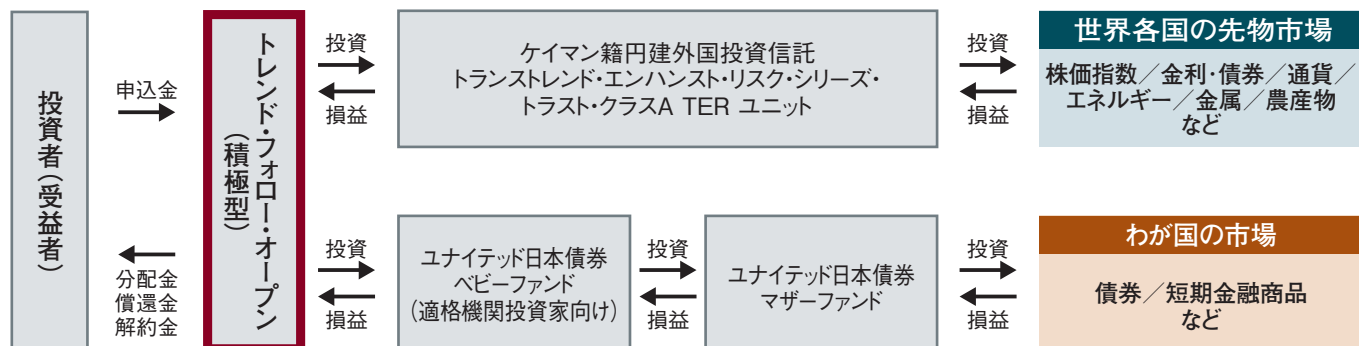 投資者（受益者）
申込金
分配金
償還金
解約金
トレンド・フォロー・オープン
（積極型）
投資
損益
ケイマン籍円建外国投資信託
トランストレンド・エンハンスト・リスク・シリーズ・
トラスト・クラスA TER ユニット
投資
損益
世界各国の先物市場
株価指数／金利・債券／通貨／
エネルギー／金属／農産物
など
投資
損益
ユナイテッド日本債券
ベビーファンド
（適格機関投資家向け）
投資
損益
ユナイテッド日本債券
マザーファンド
投資
損益
わが国の市場
債券／短期金融商品
など